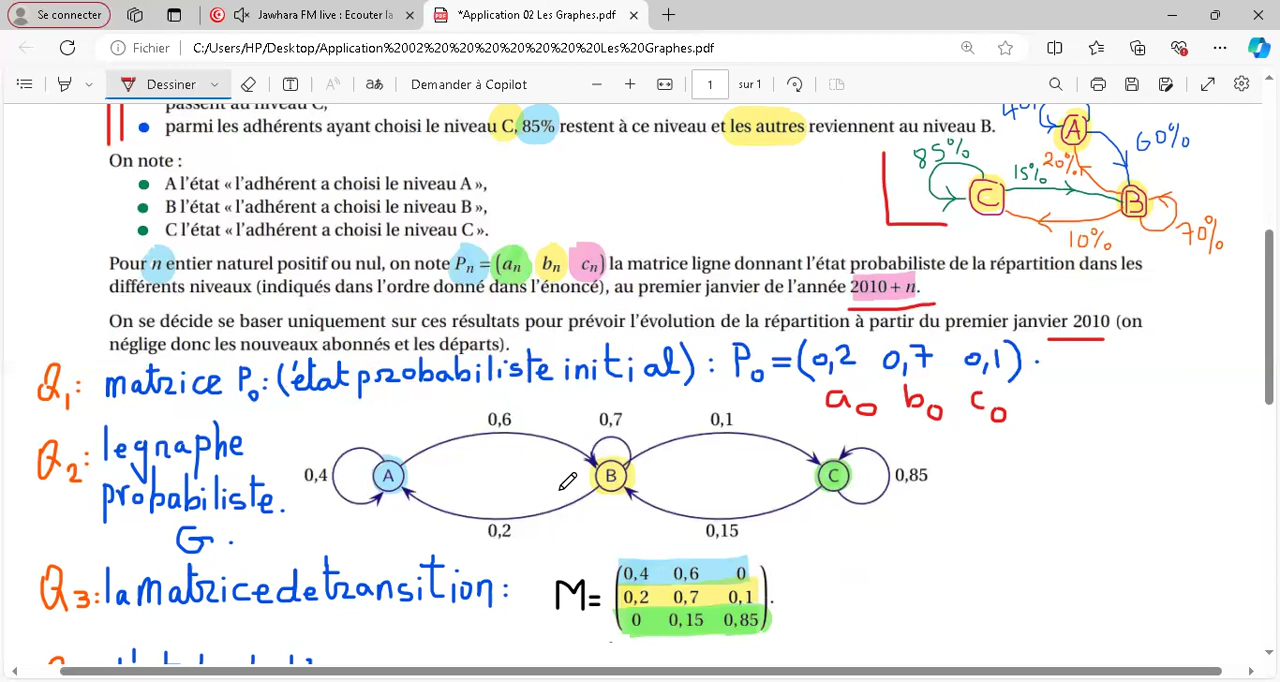 Se connecter
Jawhara FM live : Ecouter la
*Application 02 Les Graphes.pdf
Fichier
C:/Users/HP/Desktop/Application%2002%20%20%20%20%20%20%20Les%20Graphes.pdf
Dessiner
Demander à Copilot
1
sur 1
passent au niveau C,
parmi les adhérents ayant choisi le niveau C, 85% restent à ce niveau et les autres reviennent au niveau B.
On note :
A l'état « l'adhérent a choisi le niveau A »,
B l'état « l'adhérent a choisi le niveau B »,
C l'état « l'adhérent a choisi le niveau C ».
40%
A
60%
85%
C
15%
20%
B
10%
70%
Pour n entier naturel positif ou nul, on note Pn = (an bn cn) la matrice ligne donnant l'état probabiliste de la répartition dans les
différents niveaux (indiqués dans l'ordre donné dans l'énoncé), au premier janvier de l'année 2010 + n.
On se décide se baser uniquement sur ces résultats pour prévoir l'évolution de la répartition à partir du premier janvier 2010 (on
néglige donc les nouveaux abonnés et les départs).
Q1: matrice P0: (état probabiliste initial) : P0 = (0,2 0,7 0,1).
a0 b0 c0
Q2: le graphe
probabiliste.
G.
0,6 0,7 0,1
0,4 A B C 0,85
0,2 0,15
Q3: la matrice de transition : M=
0,4 0,6 0
0,2 0,7 0,1
0 0,15 0,85